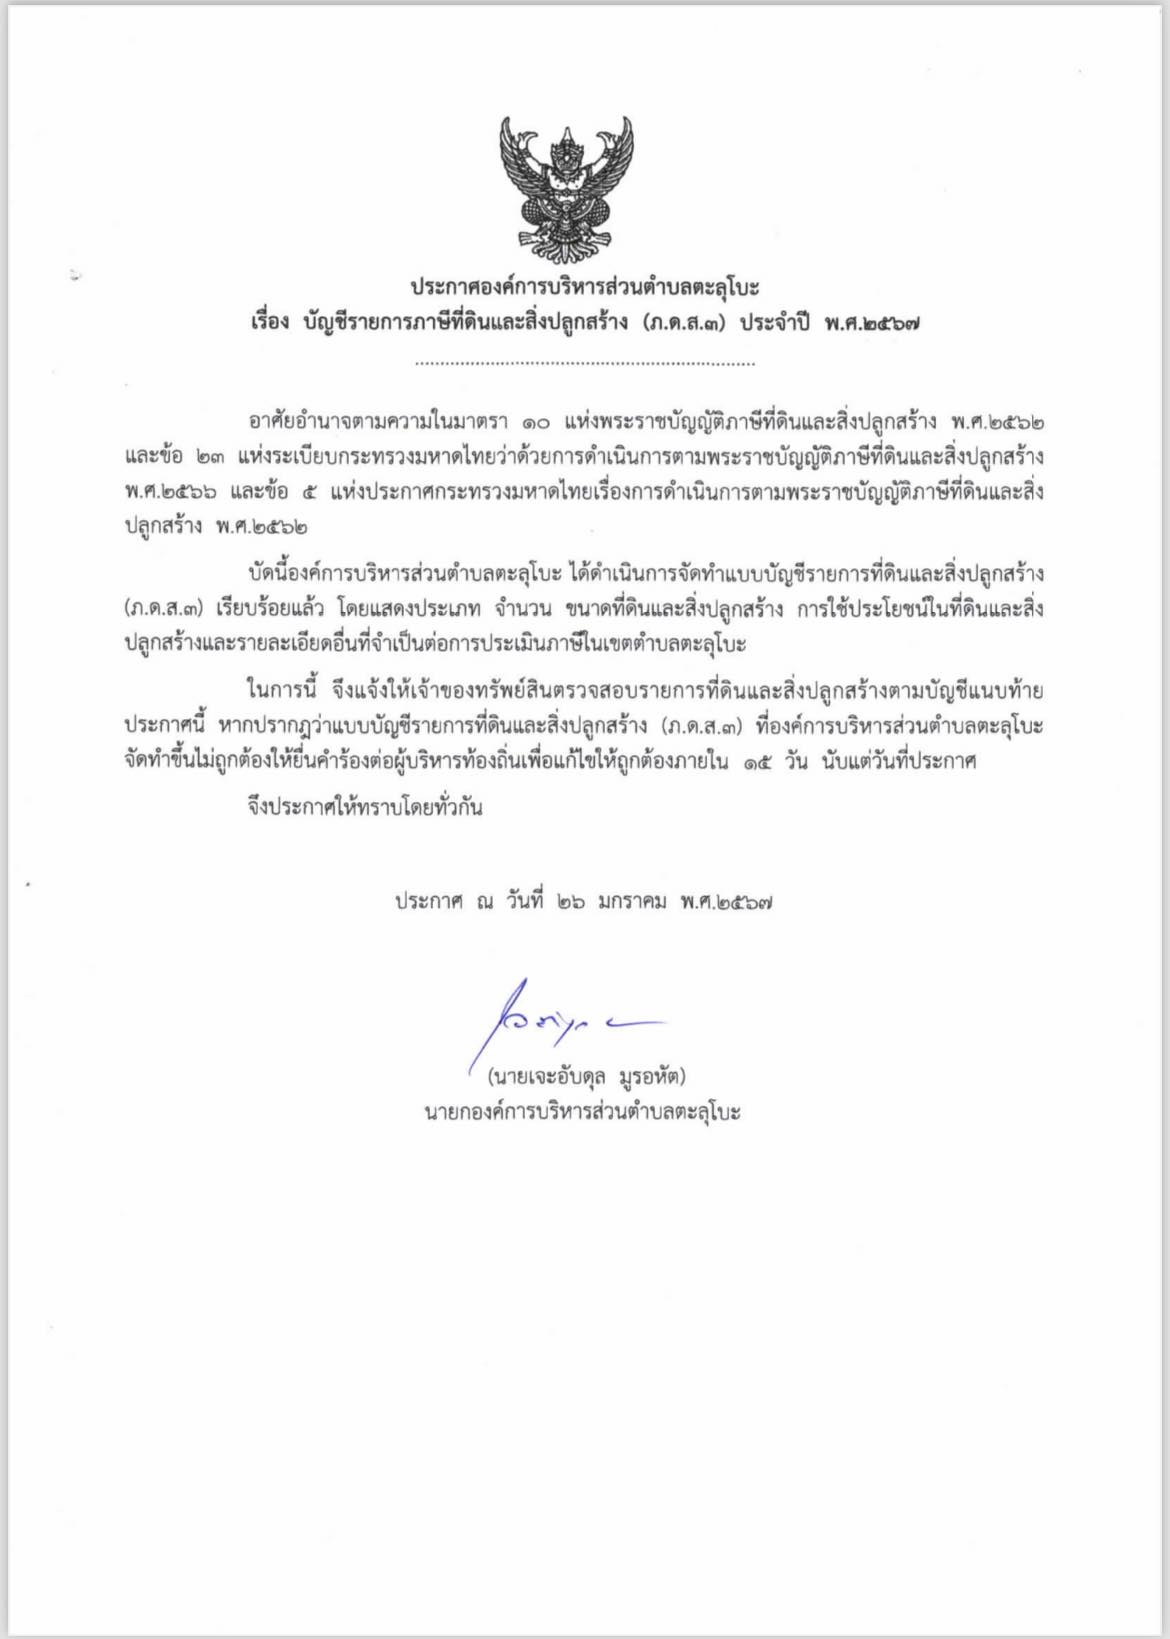 ประกาศองค์การบริหารส่วนตำบลตะลุโบะ
เรื่อง บัญชีรายการภาษีที่ดินและสิ่งปลูกสร้าง (ภ.ด.ส.๓) ประจำปี พ.ศ.๒๕๖๗
อาศัยอำนาจตามความในมาตรา ๑๐ แห่งพระราชบัญญัติภาษีที่ดินและสิ่งปลูกสร้าง พ.ศ.๒๕๖๒
และข้อ ๒๓ แห่งระเบียบกระทรวงมหาดไทยว่าด้วยการดำเนินการตามพระราชบัญญัติภาษีที่ดินและสิ่งปลูกสร้าง
พ.ศ.๒๕๖๖ และข้อ ๕ แห่งประกาศกระทรวงมหาดไทยเรื่องการดำเนินการตามพระราชบัญญัติภาษีที่ดินและสิ่ง
ปลูกสร้าง พ.ศ.๒๕๖๒
บัดนี้องค์การบริหารส่วนตำบลตะลุโบะ ได้ดำเนินการจัดทำแบบบัญชีรายการที่ดินและสิ่งปลูกสร้าง
(ภ.ด.ส.๓) เรียบร้อยแล้ว โดยแสดงประเภท จำนวน ขนาดที่ดินและสิ่งปลูกสร้าง การใช้ประโยชน์ในที่ดินและสิ่ง
ปลูกสร้างและรายละเอียดอื่นที่จำเป็นต่อการประเมินภาษีในเขตตำบลตะลุโบะ
ในการนี้ จึงแจ้งให้เจ้าของทรัพย์สินตรวจสอบรายการที่ดินและสิ่งปลูกสร้างตามบัญชีแนบท้าย
ประกาศนี้ หากปรากฏว่าแบบบัญชีรายการที่ดินและสิ่งปลูกสร้าง (ภ.ด.ส.๓) ที่องค์การบริหารส่วนตำบลตะลุโบะ
จัดทำขึ้นไม่ถูกต้องให้ยื่นคำร้องต่อผู้บริหารท้องถิ่นเพื่อแก้ไขให้ถูกต้องภายใน ๑๕ วัน นับแต่วันที่ประกาศ
จึงประกาศให้ทราบโดยทั่วกัน
ประกาศ ณ วันที่ ๒๖ มกราคม พ.ศ.๒๕๖๗
(นายเจะอับดุล มูรอหัต)
นายกองค์การบริหารส่วนตำบลตะลุโบะ